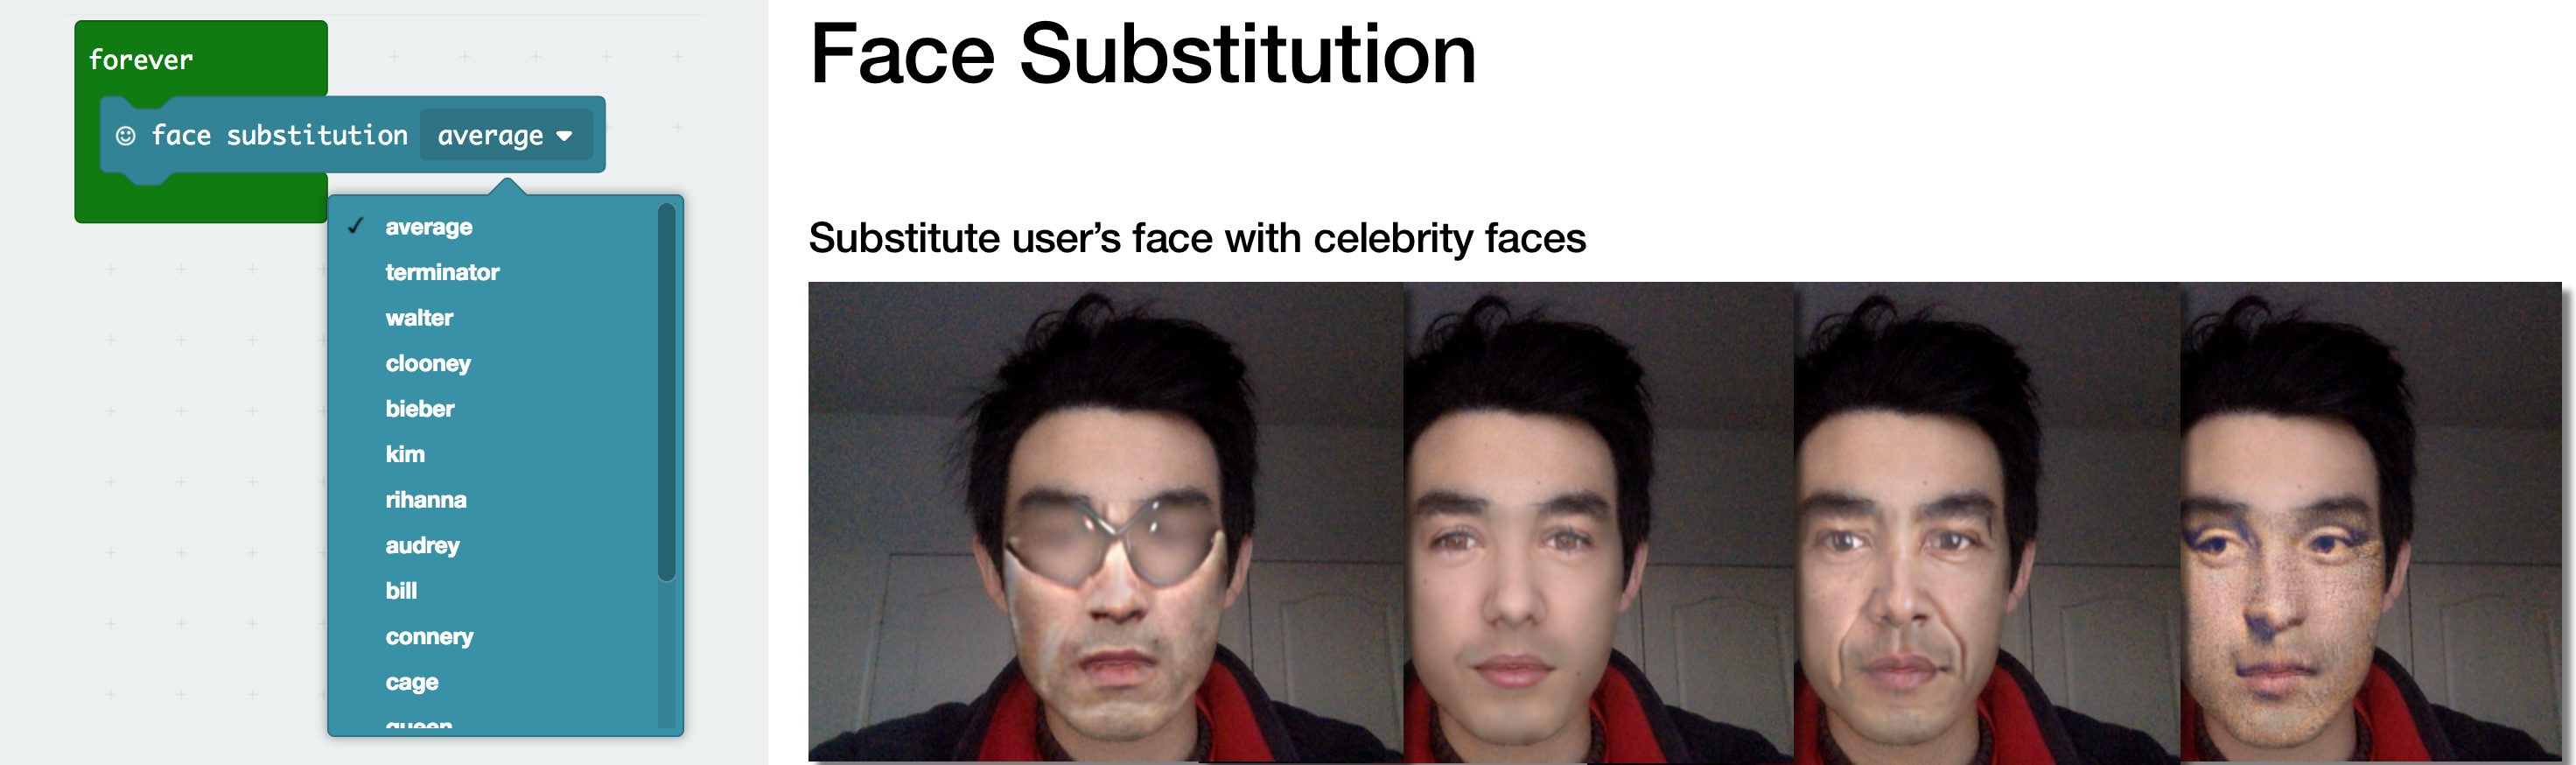 forever
face substitution average
average
terminator
walter
clooney
bieber
kim
rihanna
audrey
bill
connery
cage
queen
Face Substitution
Substitute user’s face with celebrity faces